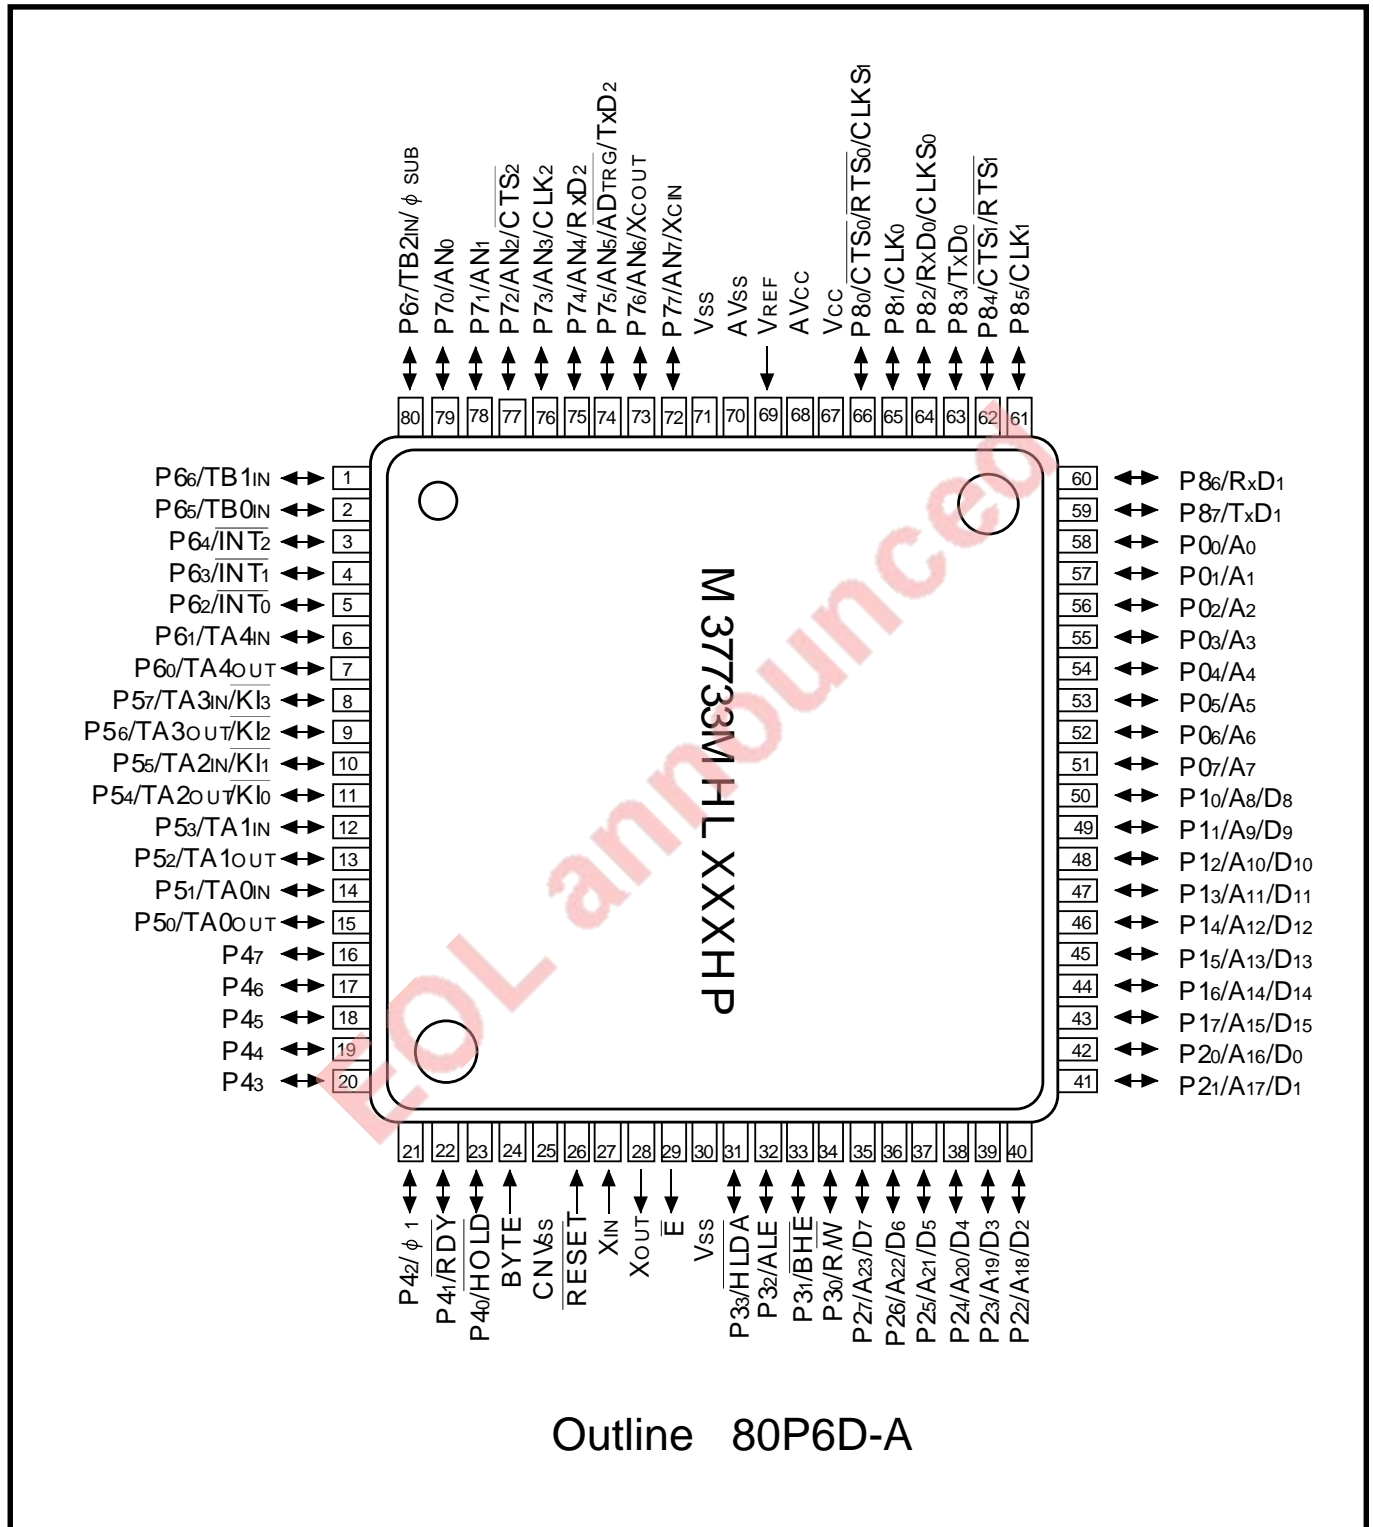 P67/TB2IN/ϕ SUB
P70/AN0
P71/AN1
P72/AN2/CTS2
P73/AN3/CLK2
P74/AN4/RxD2
P75/AN5/ADTRG/TxD2
P76/AN6/XCOUT
P77/AN7/XCIN
VSS
AVSS
VREF
AVCC
VCC
P80/CTS0/RTS0/CLKS1
P81/CLK0
P82/RxD0/CLKS0
P83/TxD0
P84/CTS1/RTS1
P85/CLK1
80 79 78 77 76 75 74 73 72 71 70 69 68 67 66 65 64 63 62 61
P66/TB1IN 1
P65/TB0IN 2
P64/INT2 3
P63/INT1 4
P62/INT0 5
P61/TA4IN 6
P60/TA4OUT 7
P57/TA3IN/KI3 8
P56/TA3OUT/KI2 9
P55/TA2IN/KI1 10
P54/TA2OUT/KI0 11
P53/TA1IN 12
P52/TA1OUT 13
P51/TA0IN 14
P50/TA0OUT 15
P47 16
P46 17
P45 18
P44 19
P43 20
M37733MHLXXXHP
EOL announced
60 P86/RxD1
59 P87/TxD1
58 P00/A0
57 P01/A1
56 P02/A2
55 P03/A3
54 P04/A4
53 P05/A5
52 P06/A6
51 P07/A7
50 P10/A8/D8
49 P11/A9/D9
48 P12/A10/D10
47 P13/A11/D11
46 P14/A12/D12
45 P15/A13/D13
44 P16/A14/D14
43 P17/A15/D15
42 P20/A16/D0
41 P21/A17/D1
21 22 23 24 25 26 27 28 29 30 31 32 33 34 35 36 37 38 39 40
P42/ϕ 1
P41/RDY
P40/HOLD
BYTE
CNVSS
RESET
XIN
XOUT
E
VSS
P33/HLDA
P32/ALE
P31/BHE
P30/R/W
P27/A23/D7
P26/A22/D6
P25/A21/D5
P24/A20/D4
P23/A19/D3
P22/A18/D2
Outline 80P6D-A